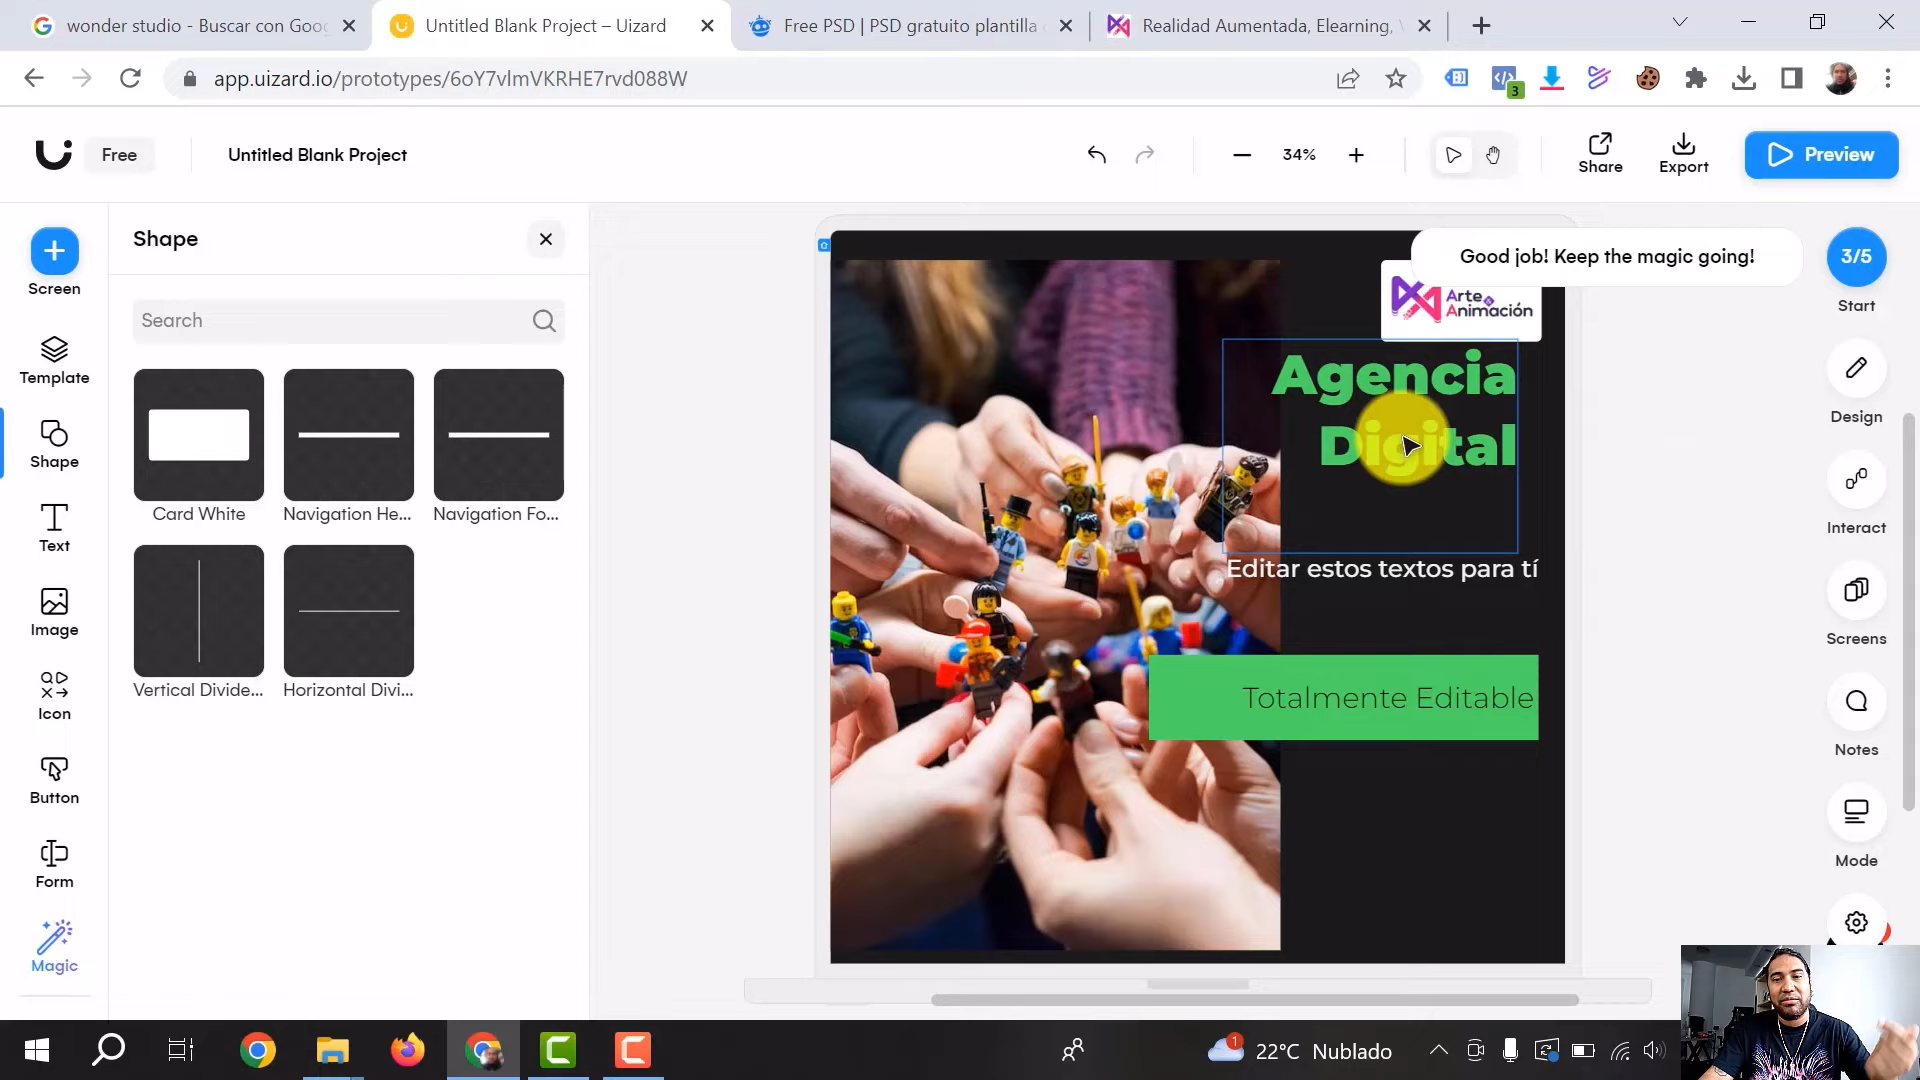 wonder studio - Buscar con Goo
Untitled Blank Project – Uizard
Free PSD | PSD gratuito plantilla
Realidad Aumentada, Elearning,
app.uizard.io/prototypes/6oY7vlmVKRHE7rvd088W
3
Free
Untitled Blank Project
34%
Share
Export
Preview
Screen
Template
Shape
Text
Image
Icon
Button
Form
Magic
Shape
Search
Card White
Navigation He...
Navigation Fo...
Vertical Divide...
Horizontal Divi...
Good job! Keep the magic going!
Arte
Animación
Agencia
Digital
Editar estos textos para tí
Totalmente Editable
3/5
Start
Design
Interact
Screens
Notes
Mode
1
22°C Nublado